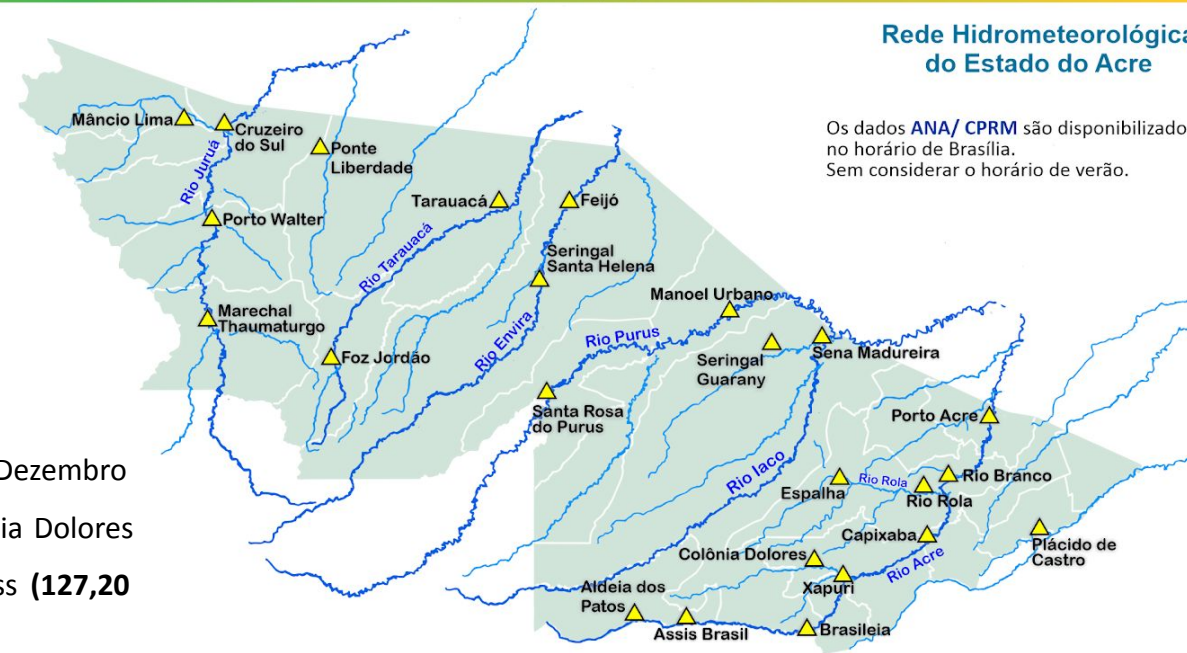 Rede Hidrometeorológica
do Estado do Acre
Os dados ANA/ CPRM são disponibilizado
no horário de Brasília.
Sem considerar o horário de verão.
Mâncio Lima
Cruzeiro
do Sul
Ponte
Liberdade
Rio Juruá
Porto Walter
Tarauacá
Feijó
Rio Tarauacá
Seringal
Santa Helena
Marechal
Thaumaturgo
Foz Jordão
Rio Envira
Manoel Urbano
Rio Purus
Seringal
Guarany
Sena Madureira
Santa Rosa
do Purus
Porto Acre
Rio Iaco
Espalha
Rio Rola
Rio Rola
Rio Branco
Capixaba
Plácido de
Castro
Colônia Dolores
Rio Acre
Xapuri
Aldeia dos
Patos
Assis Brasil
Brasileia
Dezembro
ia Dolores
ss (127,20